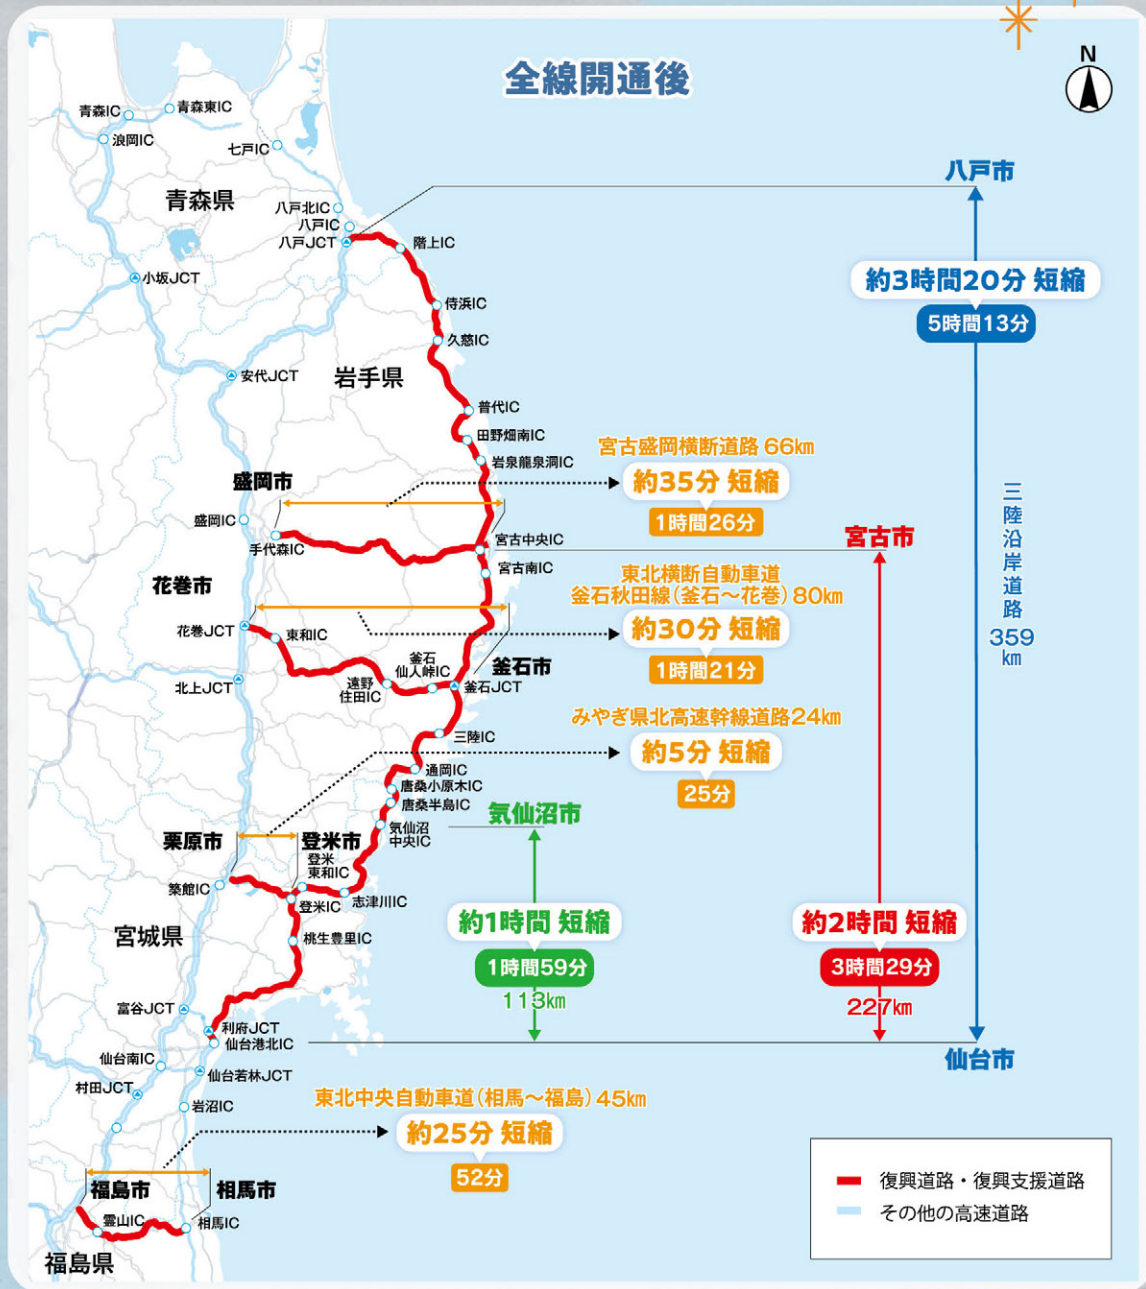 全線開通後
N
青森IC
青森東IC
浪岡IC
七戸IC
青森県
八戸北IC
八戸IC
八戸JCT
階上IC
小坂JCT
侍浜IC
久慈IC
安代JCT
岩手県
普代IC
田野畑南IC
岩泉龍泉洞IC
盛岡市
盛岡IC
手代森IC
宮古中央IC
宮古南IC
花巻市
花巻JCT
東和IC
釜石
仙人峠IC
釜石市
遠野
住田IC
釜石JCT
北上JCT
三陸IC
通岡IC
唐桑小原木IC
唐桑半島IC
気仙沼
中央IC
栗原市
登米市
登米
東和IC
築館IC
志津川IC
登米IC
宮城県
桃生豊里IC
富谷JCT
利府JCT
仙台港北IC
仙台南IC
仙台若林JCT
村田JCT
岩沼IC
福島市
相馬市
霊山IC
相馬IC
福島県
八戸市
約3時間20分 短縮
5時間13分
三陸沿岸道路
359
km
仙台市
宮古盛岡横断道路 66km
約35分 短縮
1時間26分
宮古市
東北横断自動車道
釜石秋田線(釜石～花巻)80km
約30分 短縮
1時間21分
みやぎ県北高速幹線道路24km
約5分 短縮
25分
気仙沼市
約1時間 短縮
1時間59分
113km
約2時間 短縮
3時間29分
227km
東北中央自動車道(相馬～福島)45km
約25分 短縮
52分
復興道路・復興支援道路
その他の高速道路